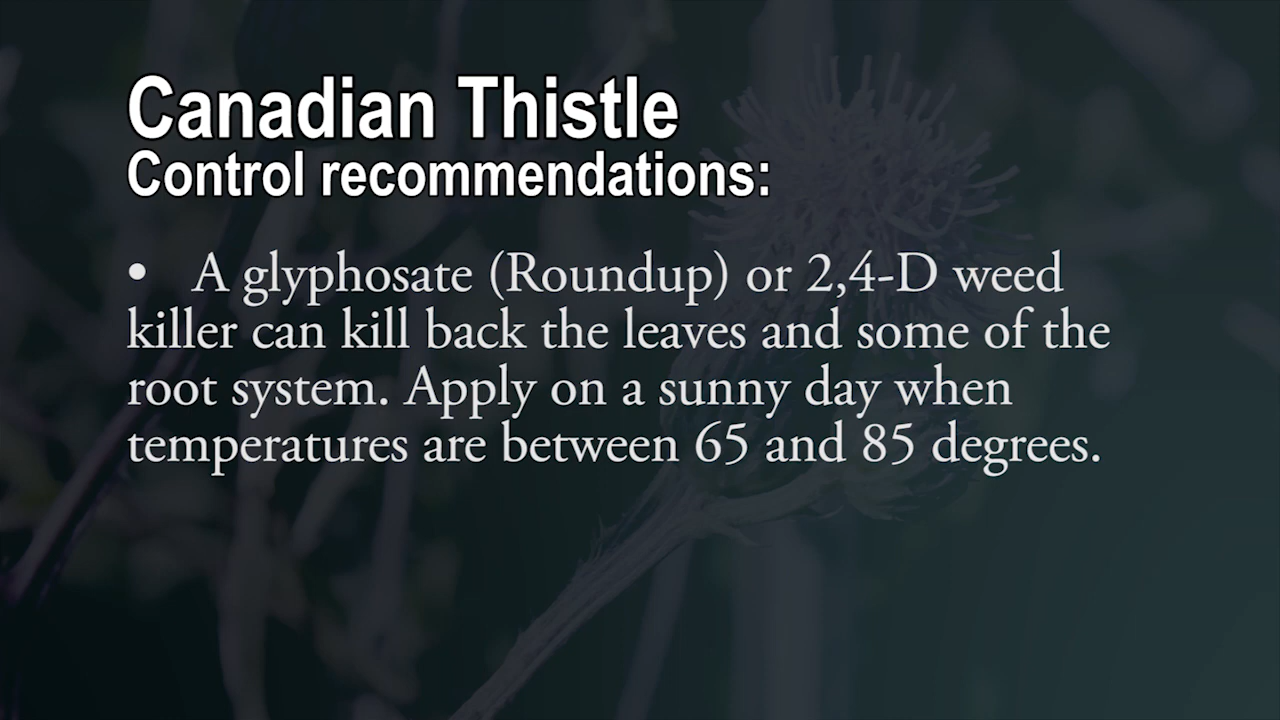 Canadian Thistle
Control recommendations:
• A glyphosate (Roundup) or 2,4-D weed
killer can kill back the leaves and some of the
root system. Apply on a sunny day when
temperatures are between 65 and 85 degrees.